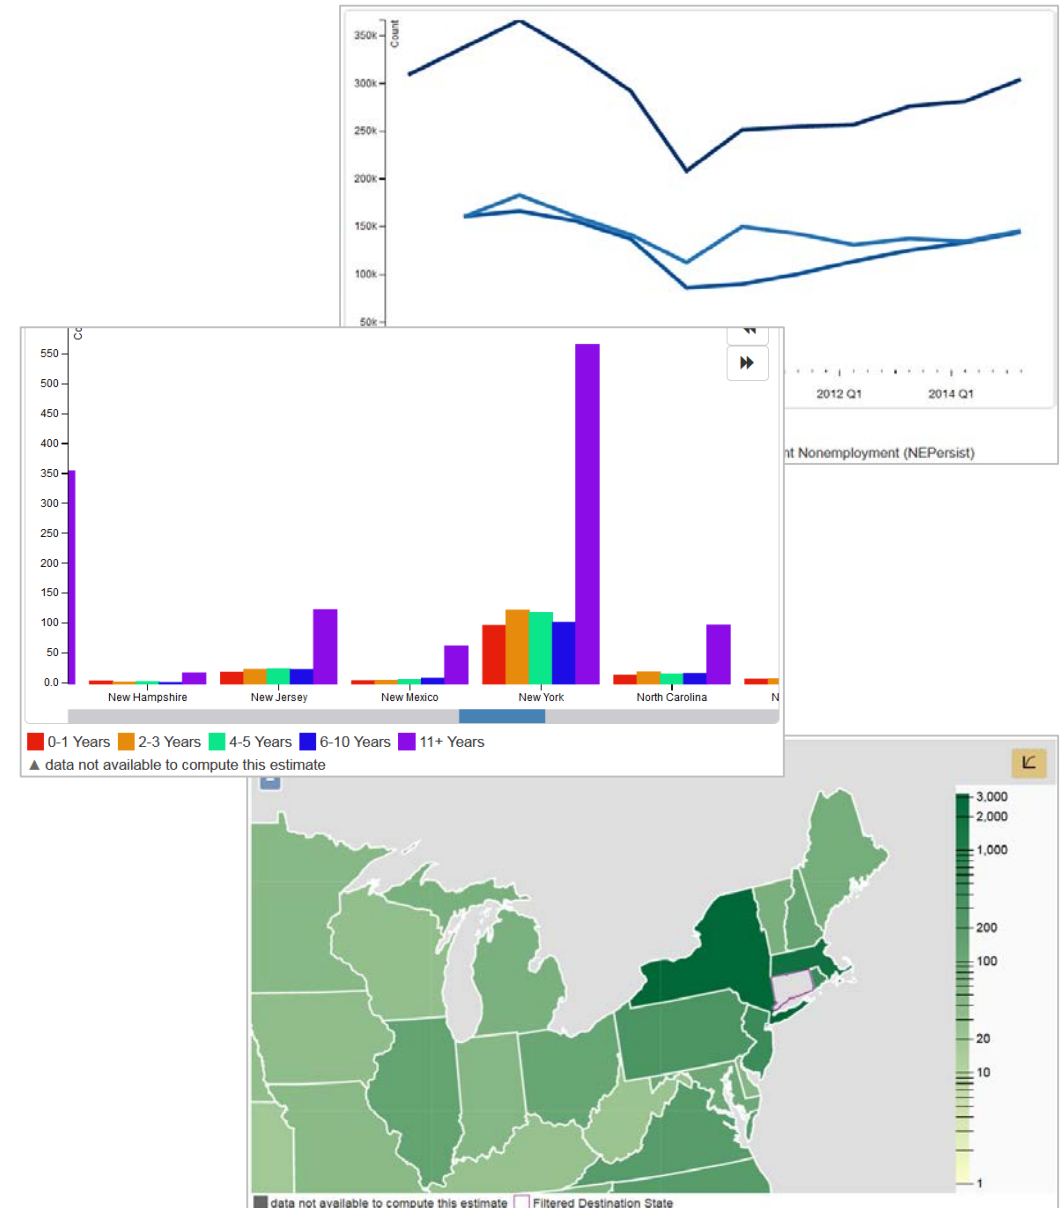 350k
Count
300k
250k
200k
150k
100k
50k
2012 Q1
2014 Q1
nt Nonemployment (NEPersist)
Co
550
500
450
400
350
300
250
200
150
100
50
0.0
New Hampshire
New Jersey
New Mexico
New York
North Carolina
N
0-1 Years
2-3 Years
4-5 Years
6-10 Years
11+ Years
▲ data not available to compute this estimate
3,000
2,000
1,000
200
100
20
10
1
data not available to compute this estimate
Filtered Destination State